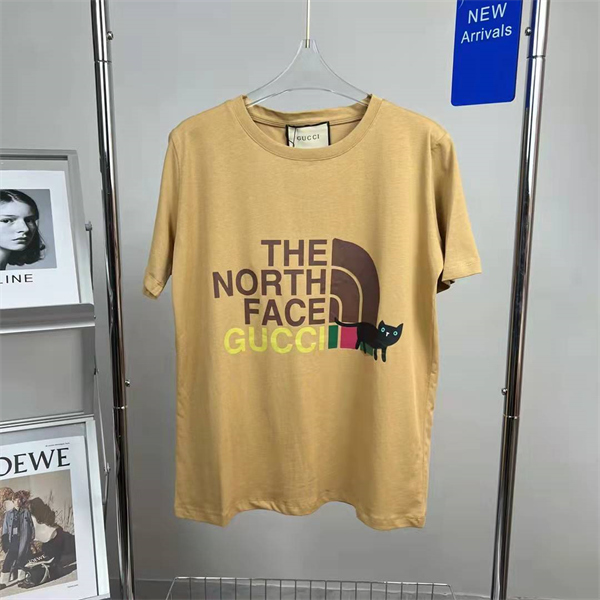 NEW
Arrivals
GUCCI
THE
NORTH
FACE
GUCCI
LINE
OEWE